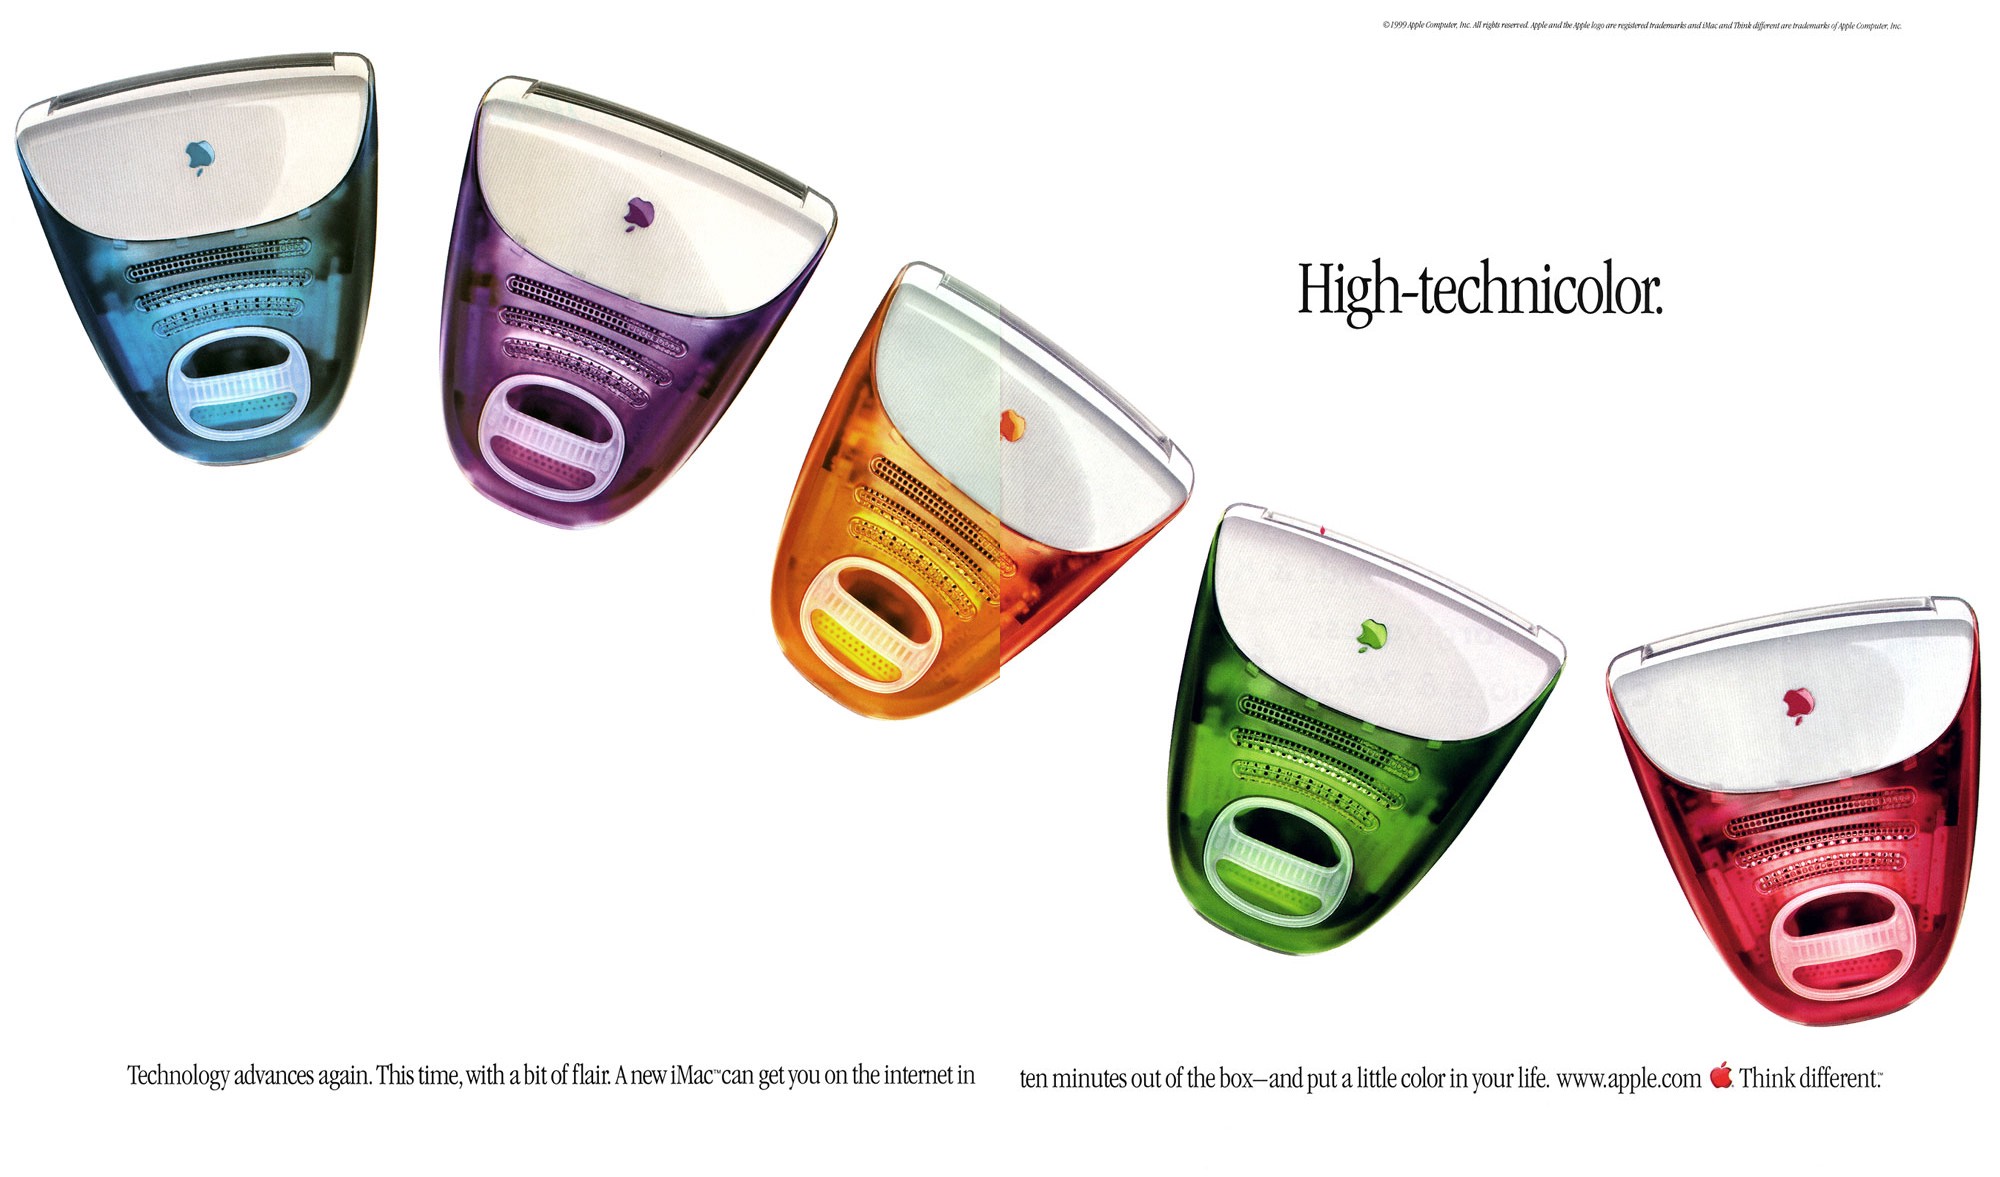 ©1999 Apple Computer, Inc. All rights reserved. Apple and the Apple logo are registered trademarks and iMac and Think different are trademarks of Apple Computer, Inc.
High-technicolor.
Technology advances again. This time, with a bit of flair. A new iMac™ can get you on the internet in ten minutes out of the box—and put a little color in your life. www.apple.com Think different.™